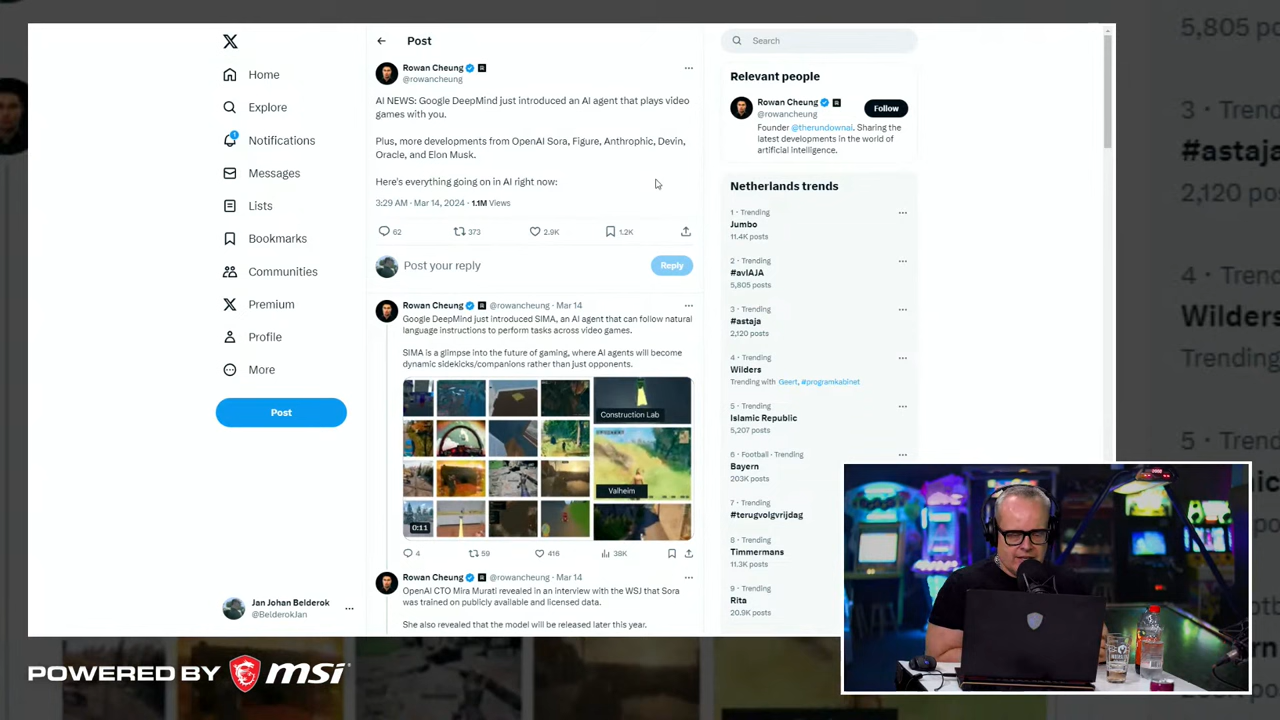 Post
Search
Home
Explore
1
Notifications
Messages
Lists
Bookmarks
Communities
Premium
Profile
More
Post
Jan Johan Belderok
@BelderokJan
Rowan Cheung
@rowancheung
AI NEWS: Google DeepMind just introduced an AI agent that plays video
games with you.
Plus, more developments from OpenAI Sora, Figure, Anthropic, Devin,
Oracle, and Elon Musk.
Here's everything going on in AI right now:
3:29 AM · Mar 14, 2024 · 1.1M Views
62 373 2.9K 1.2K
Post your reply
Reply
Rowan Cheung @rowancheung · Mar 14
Google DeepMind just introduced SIMA, an AI agent that can follow natural
language instructions to perform tasks across video games.
SIMA is a glimpse into the future of gaming, where AI agents will become
dynamic sidekicks/companions rather than just opponents.
Construction Lab
Valheim
0:11
4 59 416 38K
Rowan Cheung @rowancheung · Mar 14
OpenAI CTO Mira Murati revealed in an interview with the WSJ that Sora
was trained on publicly available and licensed data.
She also revealed that the model will be released later this year.
Relevant people
Rowan Cheung
@rowancheung
Follow
Founder @therundownai. Sharing the
latest developments in the world of
artificial intelligence.
Netherlands trends
1 · Trending
Jumbo
11.4K posts
2 · Trending
#avIAJA
5,805 posts
3 · Trending
#astaja
2,120 posts
4 · Trending
Wilders
Trending with Geert, #programkabinet
5 · Trending
Islamic Republic
5,207 posts
6 · Football · Trending
Bayern
203K posts
7 · Trending
#terugvolgvrijdag
8 · Trending
Timmermans
11.3K posts
9 · Trending
Rita
20.9K posts
5,805 
3 · Trend
#astaja
2,120
4 · Trend
Wilders
Trending
5 · Trend
POWERED BY msi